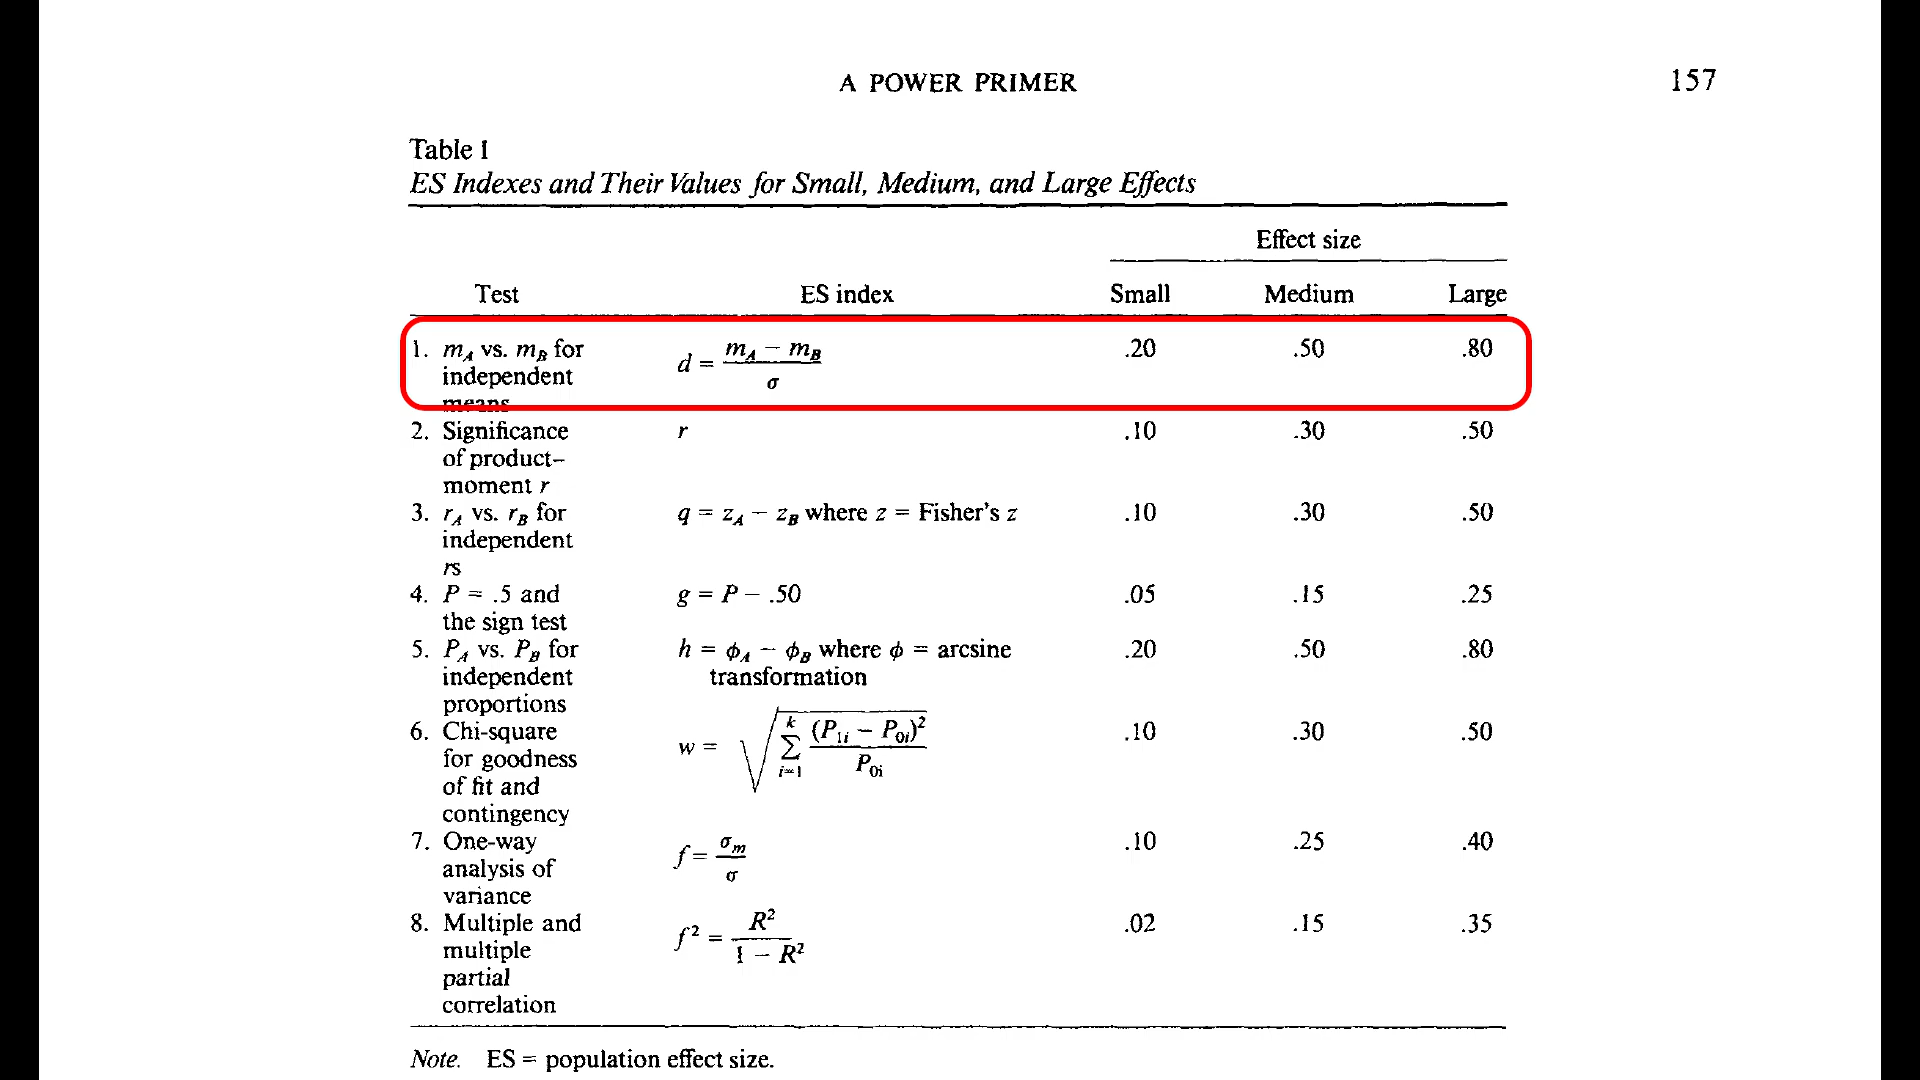 A POWER PRIMER 157
Table 1
ES Indexes and Their Values for Small, Medium, and Large Effects
Effect size
Test ES index Small Medium Large
1. m_A vs. m_B for independent means d = (m_A − m_B) / σ .20 .50 .80
2. Significance of product– moment r r .10 .30 .50
3. r_A vs. r_B for independent rs q = z_A − z_B where z = Fisher's z .10 .30 .50
4. P = .5 and the sign test g = P − .50 .05 .15 .25
5. P_A vs. P_B for independent proportions h = ϕ_A − ϕ_B where ϕ = arcsine transformation .20 .50 .80
6. Chi-square for goodness of fit and contingency w = √ Σ_{i=1}^{k} (P_{1i} − P_{0i})² / P_{0i} .10 .30 .50
7. One-way analysis of variance f = σ_m / σ .10 .25 .40
8. Multiple and multiple partial correlation f² = R² / (1 − R²) .02 .15 .35
Note. ES = population effect size.